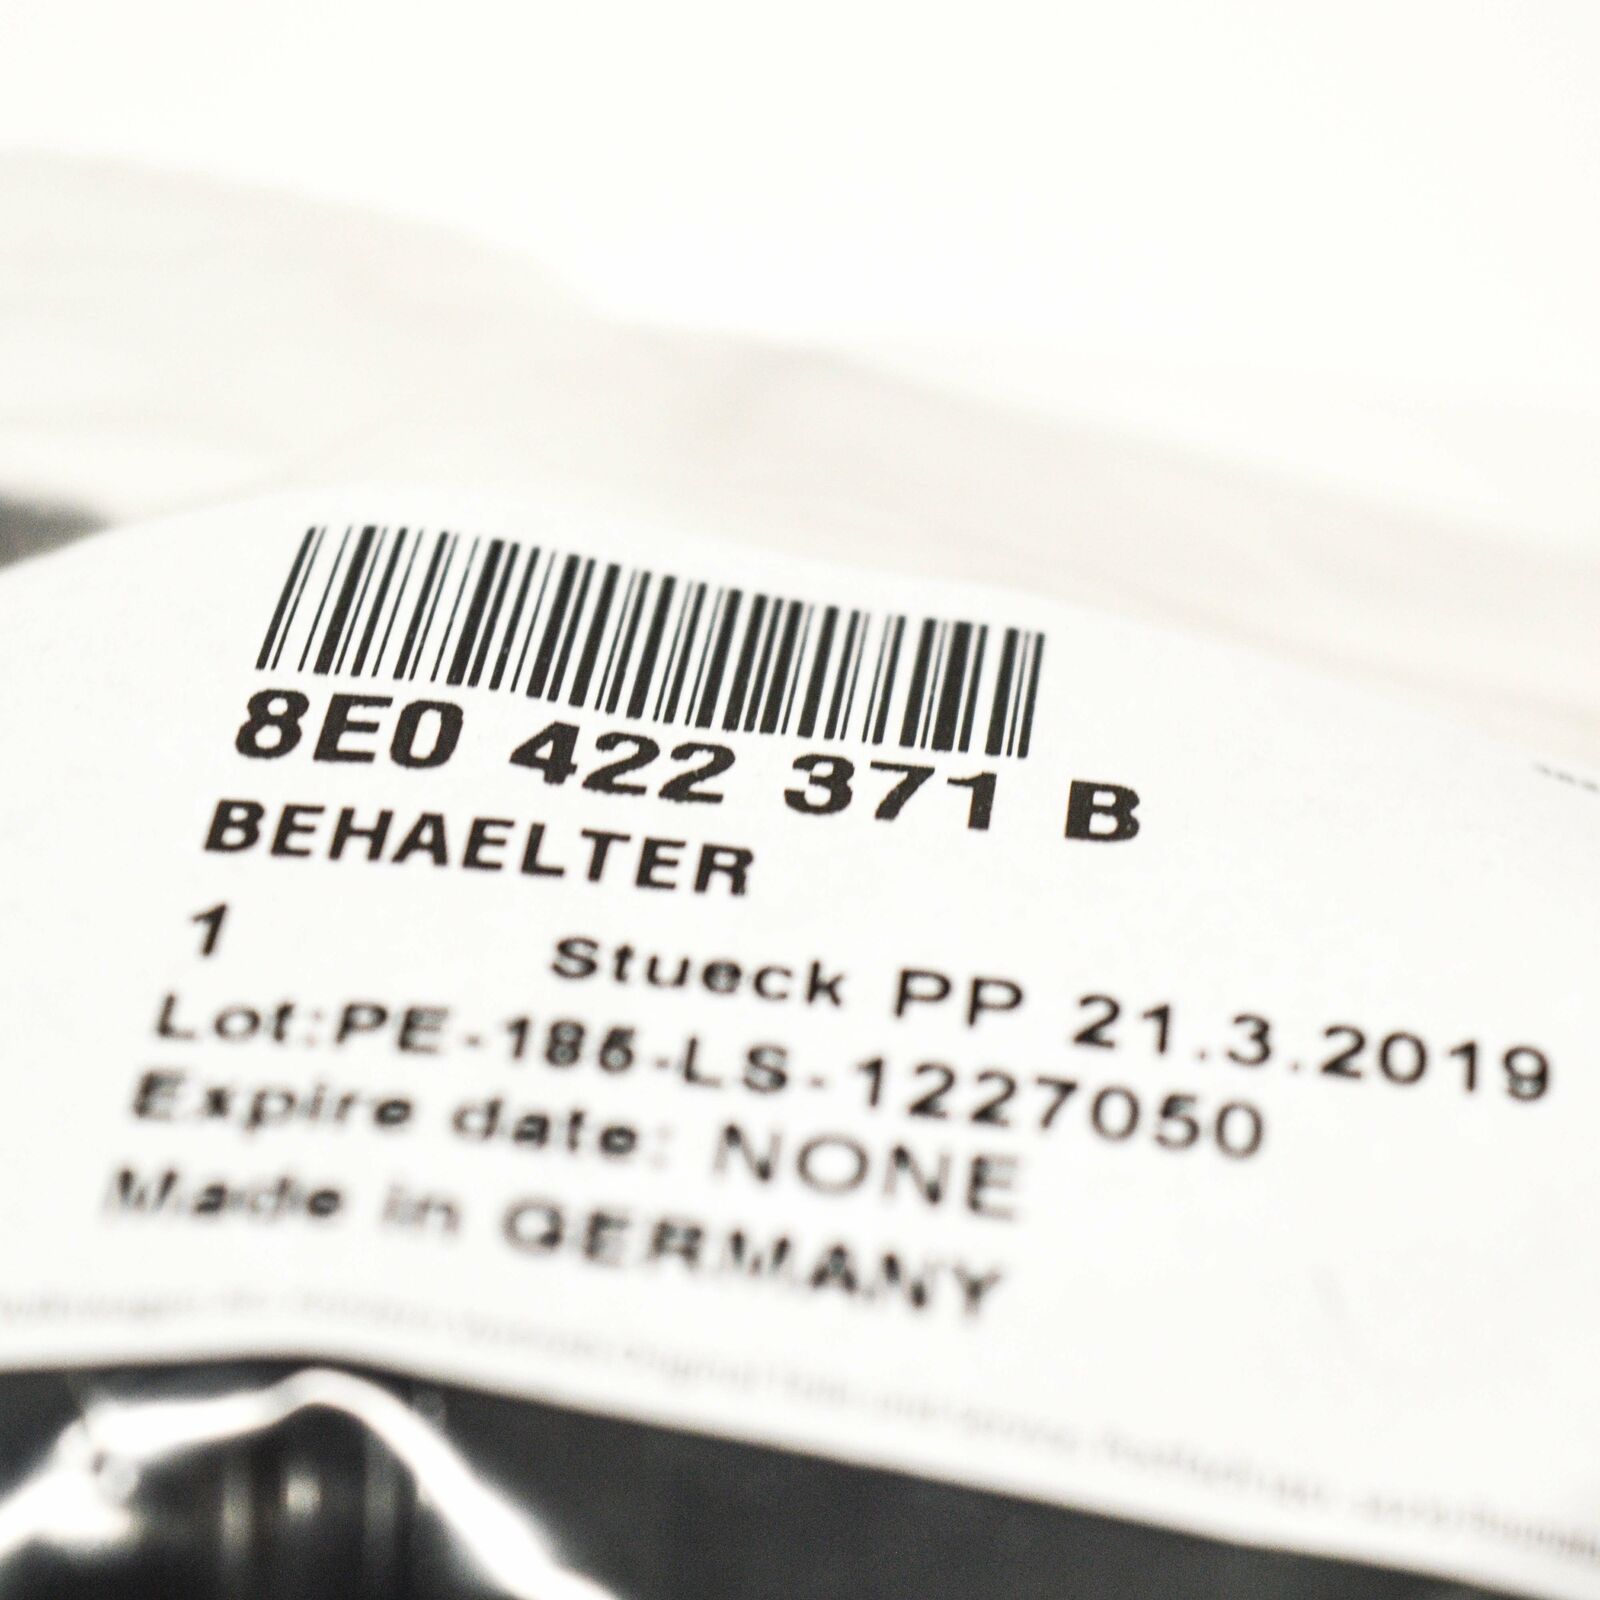 8E0 422 371 B
BEHAELTER
1 Stueck PP 21.3.2019
Lot:PE-185-LS-1227050
Expire date: NONE
Made in GERMANY